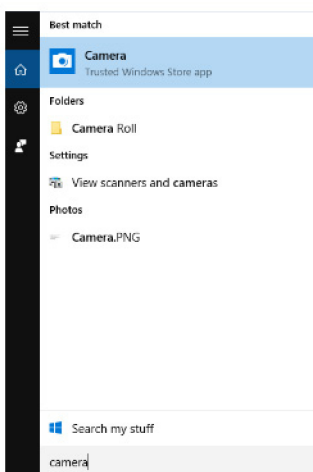 Best match
Camera
Trusted Windows Store app
Folders
Camera Roll
Settings
View scanners and cameras
Photos
Camera.PNG
Search my stuff
camera